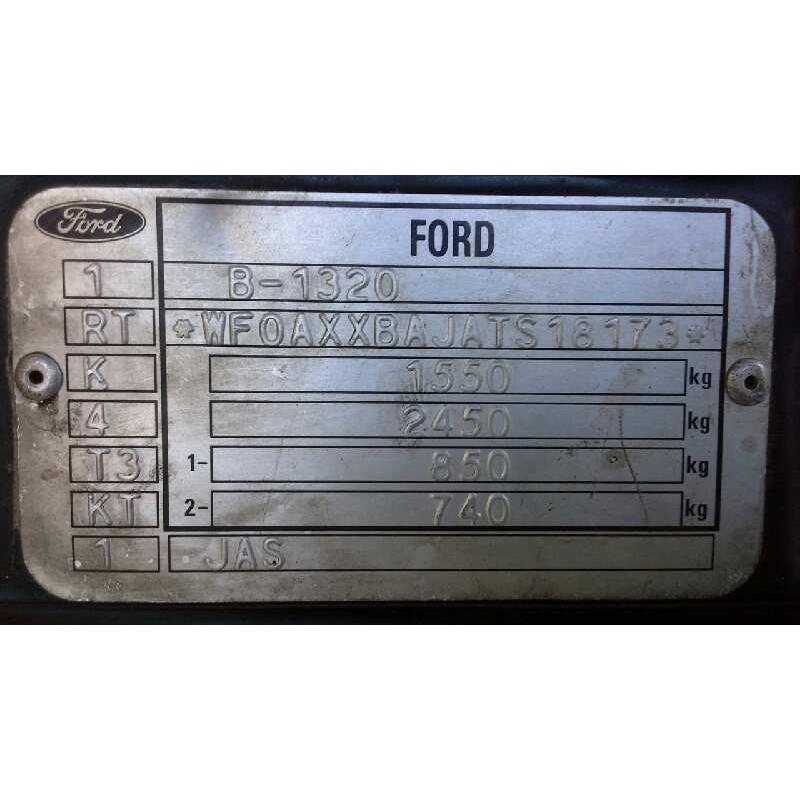 Ford
FORD
1 B-1320
RT *WF0AXXBAJATS18173*
K 1550 kg
4 2450 kg
T3 1- 850 kg
KT 2- 740 kg
1 JAS